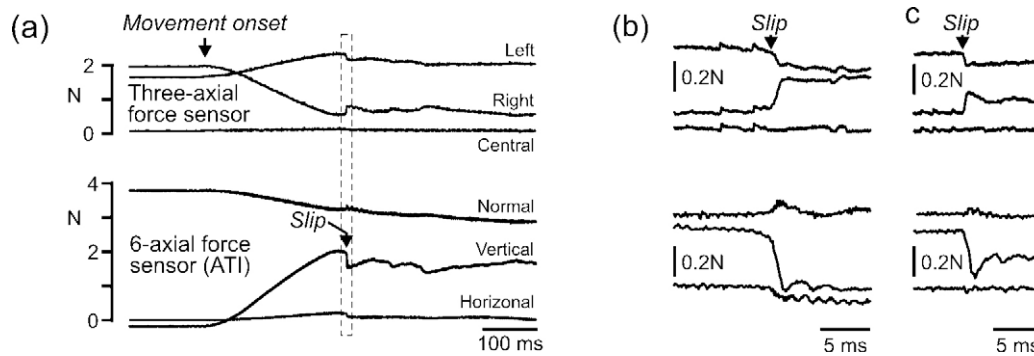 (a)
Movement onset
2
N
0
Three-axial
force sensor
Left
Right
Central
4
N
2
0
6-axial force
sensor (ATI)
Slip
Normal
Vertical
Horizonal
100 ms
(b)
Slip
0.2N
0.2N
5 ms
c
Slip
0.2N
0.2N
5 ms